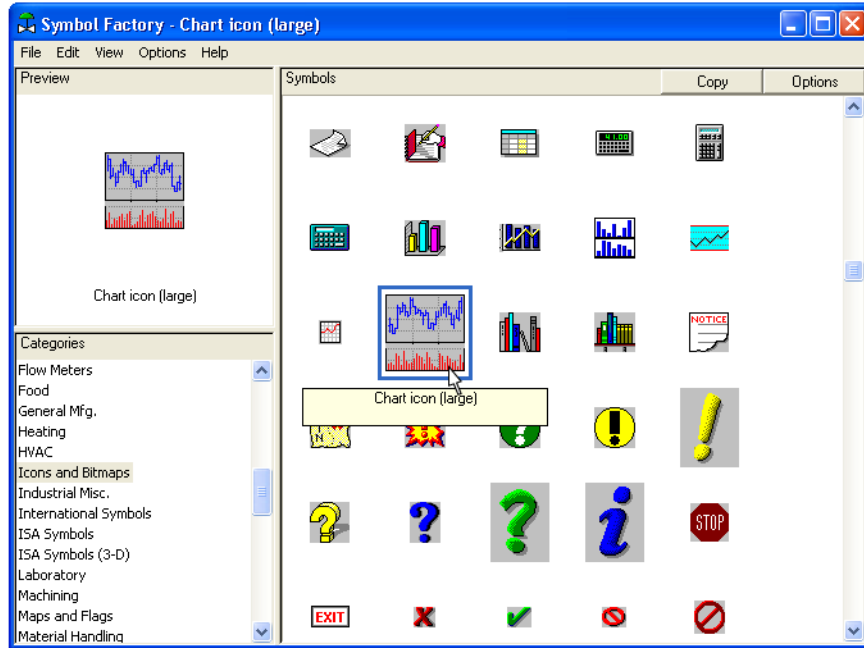 Symbol Factory - Chart icon (large)
File Edit View Options Help
Preview
Chart icon (large)
Symbols
Copy
Options
41.00
NOTICE
Chart icon (large)
N
STOP
EXIT
Categories
Flow Meters
Food
General Mfg.
Heating
HVAC
Icons and Bitmaps
Industrial Misc.
International Symbols
ISA Symbols
ISA Symbols (3-D)
Laboratory
Machining
Maps and Flags
Material Handling